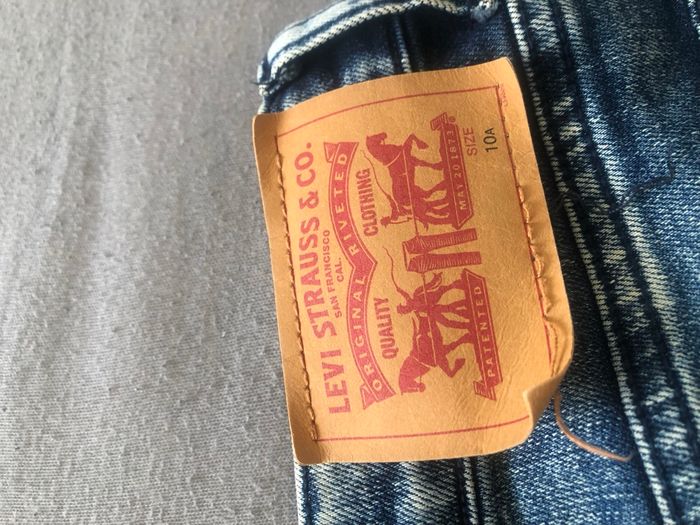 LEVI STRAUSS & CO.
SAN FRANCISCO
CAL.
ORIGINAL RIVETED
QUALITY CLOTHING
PATENTED MAY 20 1873 ®
SIZE
10A